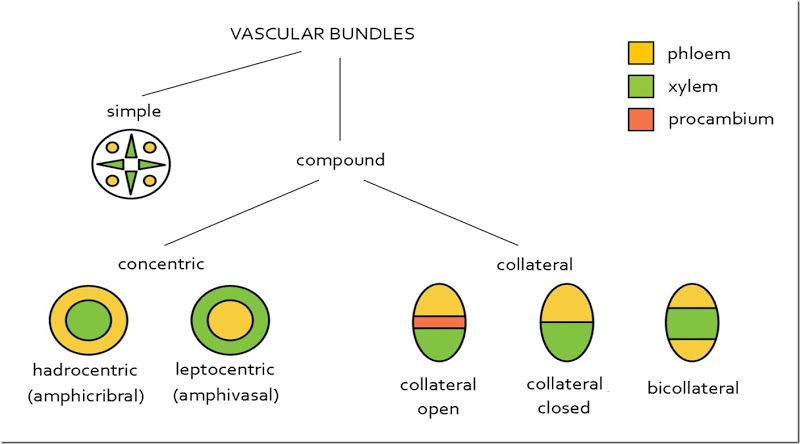 VASCULAR BUNDLES
phloem
xylem
procambium
simple
compound
concentric
collateral
hadrocentric
(amphicribral)
leptocentric
(amphivasal)
collateral
open
collateral
closed
bicollateral